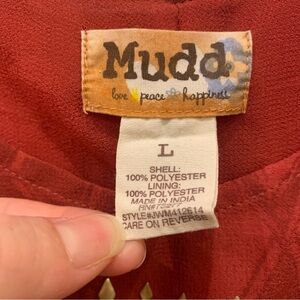 Mudd
love peace happiness
L
SHELL:
100% POLYESTER
LINING:
100% POLYESTER
MADE IN INDIA
CARE ON REVERSE